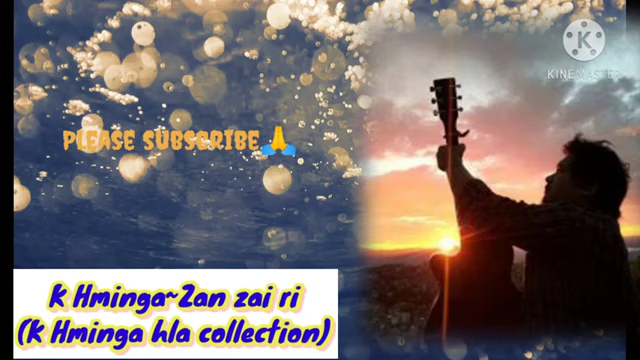 KINEMASTER
PLEASE SUBSCRIBE🙏
K Hminga~Zan zai ri
(K Hminga hla collection)